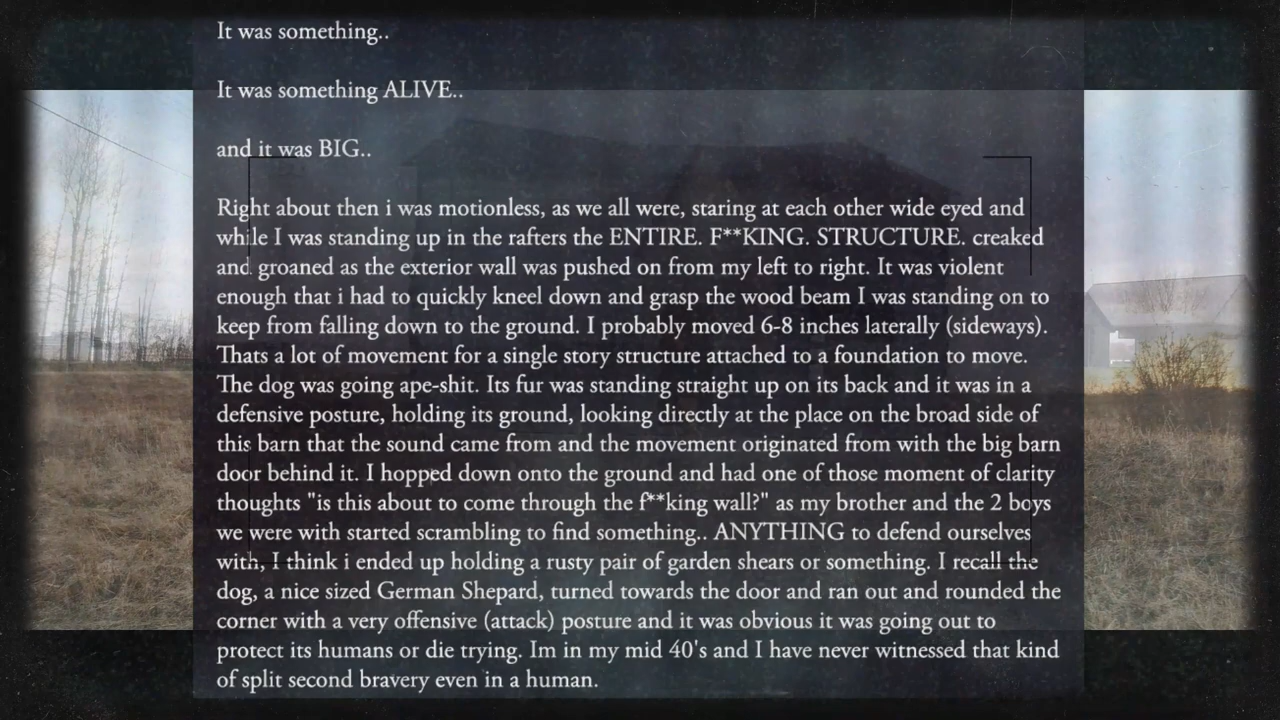 It was something..
It was something ALIVE..
and it was BIG..
Right about then i was motionless, as we all were, staring at each other wide eyed and
while I was standing up in the rafters the ENTIRE. F**KING. STRUCTURE. creaked
and groaned as the exterior wall was pushed on from my left to right. It was violent
enough that i had to quickly kneel down and grasp the wood beam I was standing on to
keep from falling down to the ground. I probably moved 6-8 inches laterally (sideways).
Thats a lot of movement for a single story structure attached to a foundation to move.
The dog was going ape-shit. Its fur was standing straight up on its back and it was in a
defensive posture, holding its ground, looking directly at the place on the broad side of
this barn that the sound came from and the movement originated from with the big barn
door behind it. I hopped down onto the ground and had one of those moment of clarity
thoughts "is this about to come through the f**king wall?" as my brother and the 2 boys
we were with started scrambling to find something.. ANYTHING to defend ourselves
with, I think i ended up holding a rusty pair of garden shears or something. I recall the
dog, a nice sized German Shepard, turned towards the door and ran out and rounded the
corner with a very offensive (attack) posture and it was obvious it was going out to
protect its humans or die trying. Im in my mid 40's and I have never witnessed that kind
of split second bravery even in a human.